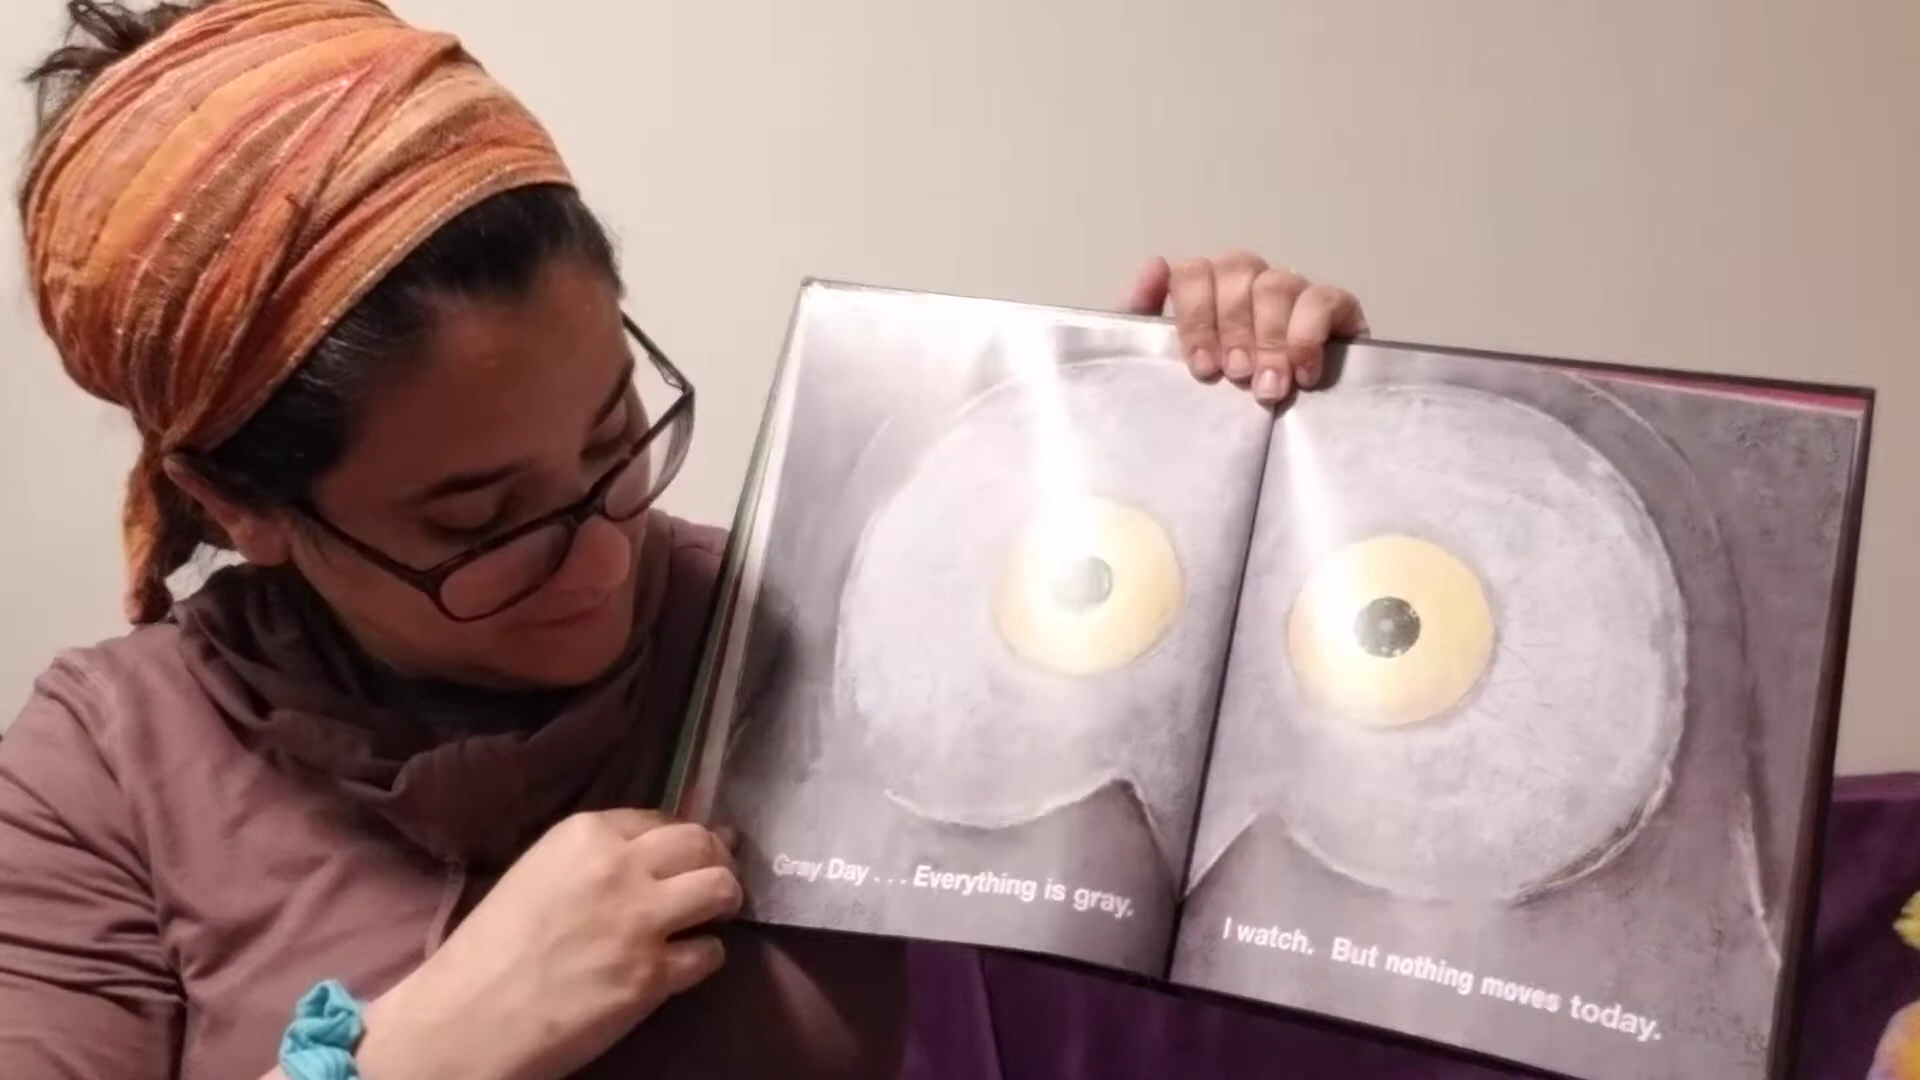 Gray Day . . . Everything is gray.
I watch. But nothing moves today.